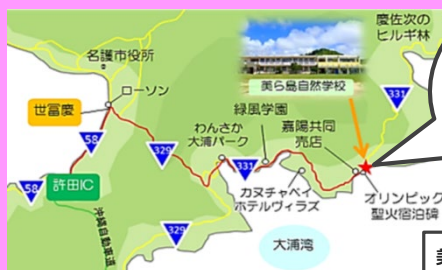 慶佐次の
ヒルギ林
名護市役所
ローソン
世冨慶
美ら島自然学校
331
緑風学園
嘉陽共同
売店
わんさか
大浦パーク
58
329
331
58
許田IC
カヌチャベイ
ホテルヴィラズ
オリンピック
聖火宿泊碑
沖縄自動車道
329
大浦湾